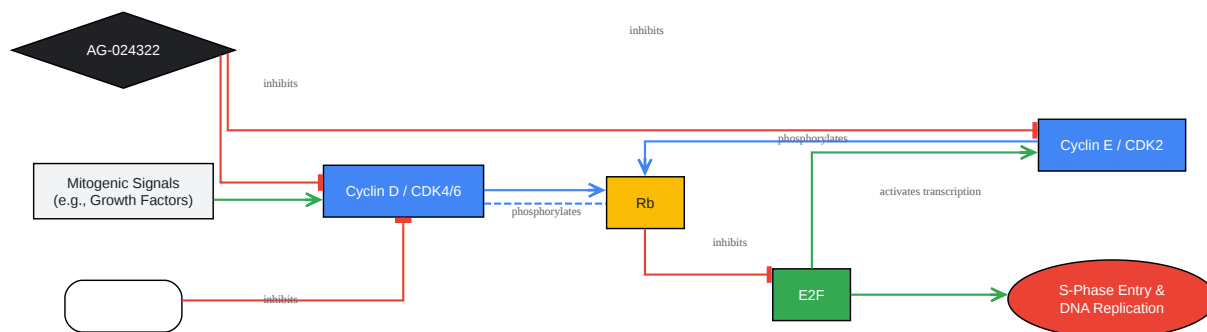 inhibits
AG-024322
inhibits
phosphorylates
Cyclin E / CDK2
Mitogenic Signals
(e.g., Growth Factors)
Cyclin D / CDK4/6
activates transcription
Rb
phosphorylates
inhibits
inhibits
E2F
S-Phase Entry &
DNA Replication